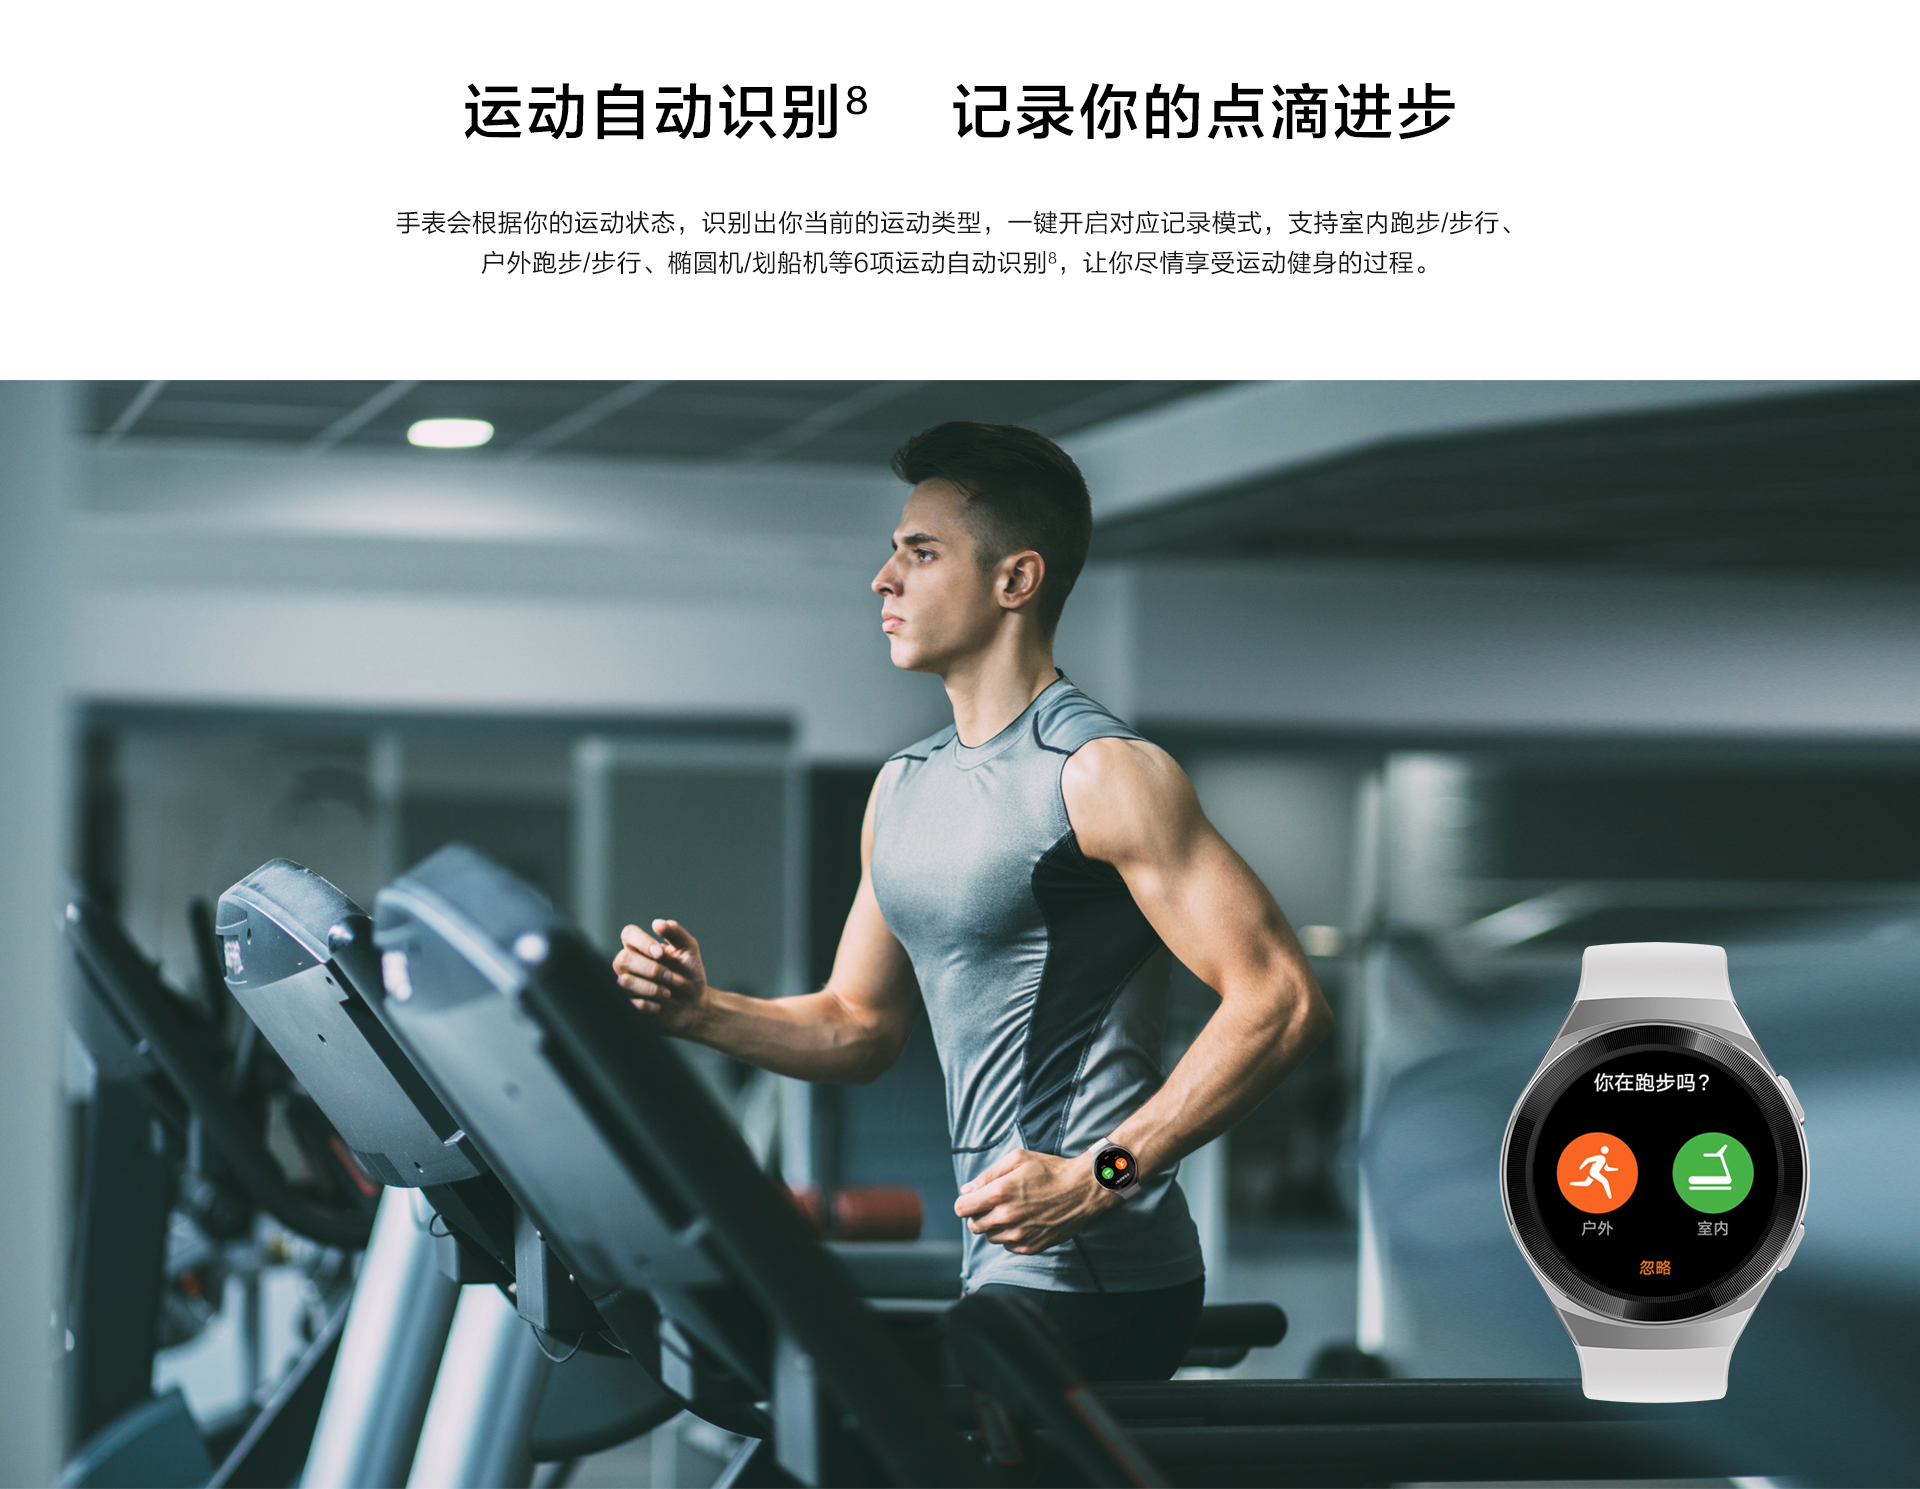 运动自动识别⁸ 记录你的点滴进步
手表会根据你的运动状态，识别出你当前的运动类型，一键开启对应记录模式，支持室内跑步/步行、
户外跑步/步行、椭圆机/划船机等6项运动自动识别⁸，让你尽情享受运动健身的过程。
你在跑步吗？
户外 室内
忽略